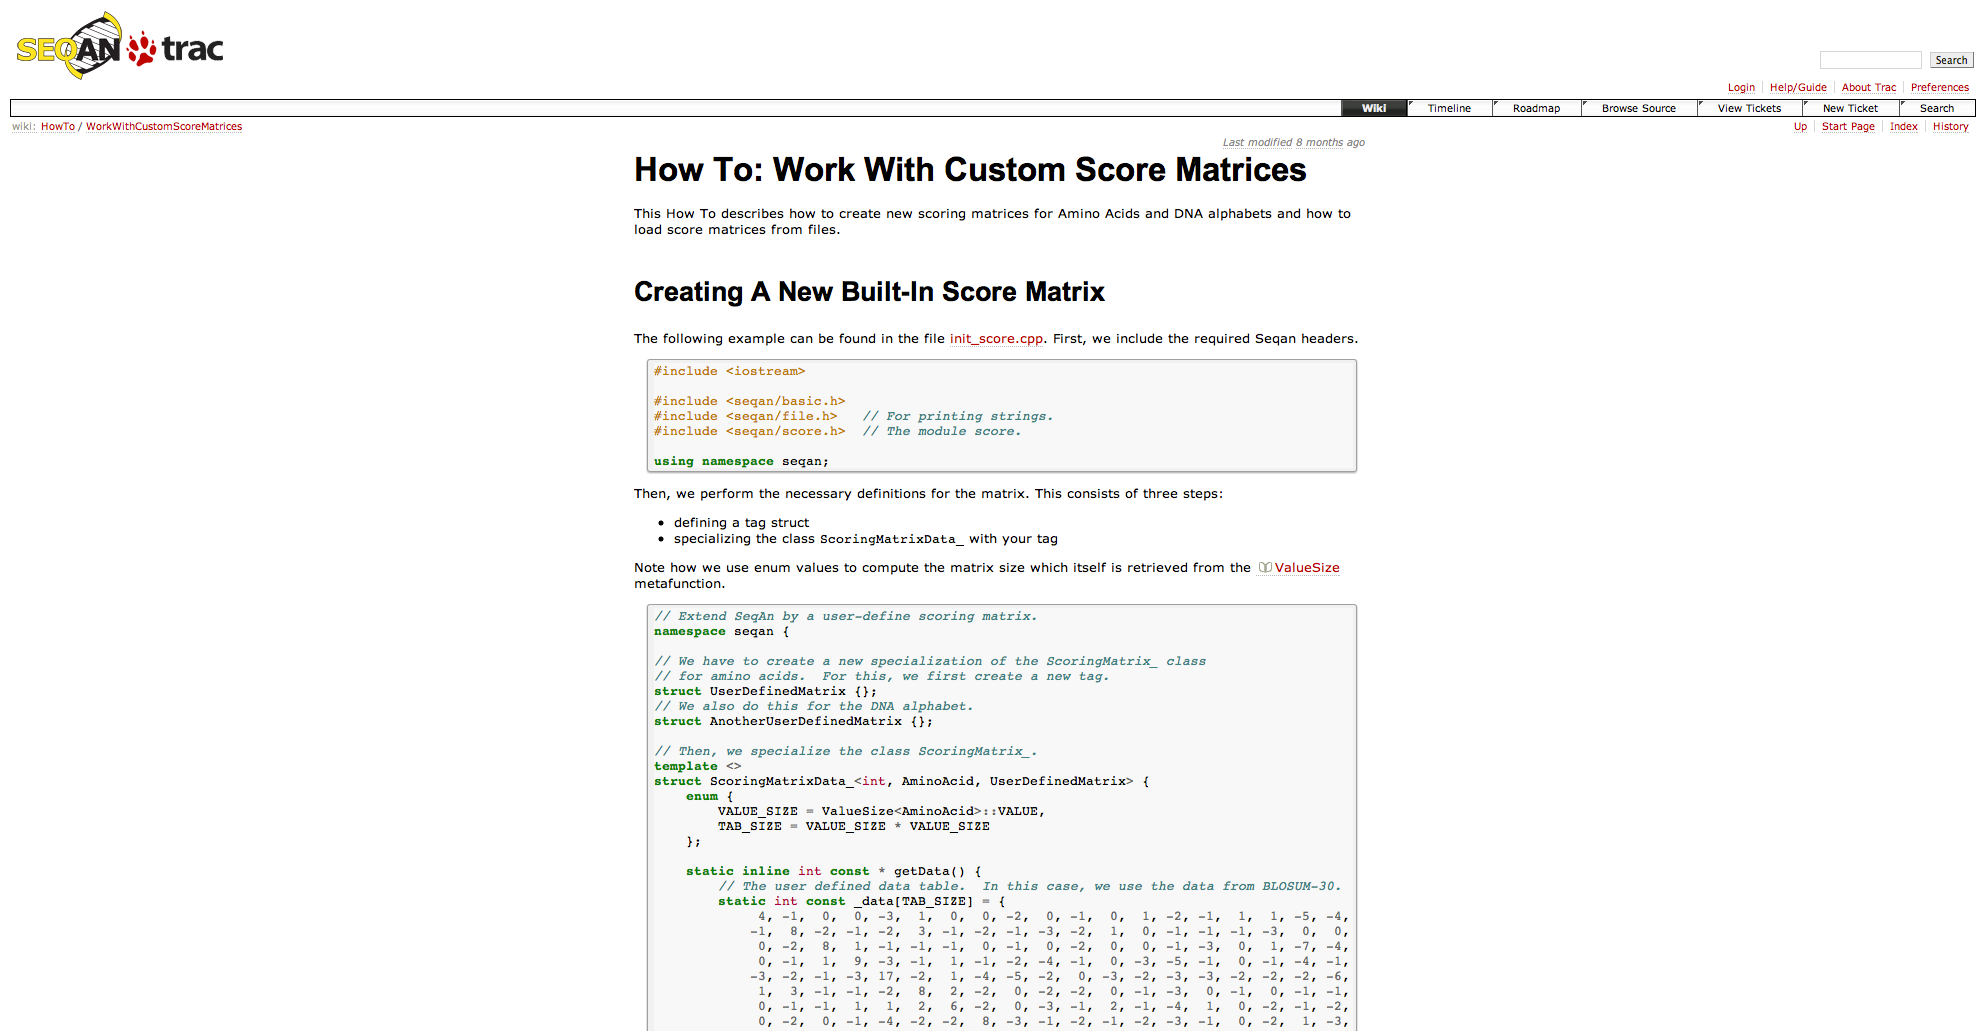 SEQAN trac
Search
Login Help/Guide About Trac Preferences
Wiki Timeline Roadmap Browse Source View Tickets New Ticket Search
wiki: HowTo / WorkWithCustomScoreMatrices
Up Start Page Index History
Last modified 8 months ago
How To: Work With Custom Score Matrices
This How To describes how to create new scoring matrices for Amino Acids and DNA alphabets and how to
load score matrices from files.
Creating A New Built-In Score Matrix
The following example can be found in the file init_score.cpp. First, we include the required Seqan headers.
#include <iostream>
#include <seqan/basic.h>
#include <seqan/file.h>   // For printing strings.
#include <seqan/score.h>  // The module score.
using namespace seqan;
Then, we perform the necessary definitions for the matrix. This consists of three steps:
• defining a tag struct
• specializing the class ScoringMatrixData_ with your tag
Note how we use enum values to compute the matrix size which itself is retrieved from the ValueSize
metafunction.
// Extend SeqAn by a user-define scoring matrix.
namespace seqan {
// We have to create a new specialization of the ScoringMatrix_ class
// for amino acids.  For this, we first create a new tag.
struct UserDefinedMatrix {};
// We also do this for the DNA alphabet.
struct AnotherUserDefinedMatrix {};
// Then, we specialize the class ScoringMatrix_.
template <>
struct ScoringMatrixData_<int, AminoAcid, UserDefinedMatrix> {
enum {
VALUE_SIZE = ValueSize<AminoAcid>::VALUE,
TAB_SIZE = VALUE_SIZE * VALUE_SIZE
};
static inline int const * getData() {
// The user defined data table.  In this case, we use the data from BLOSUM-30.
static int const _data[TAB_SIZE] = {
4, -1, 0, 0, -3, 1, 0, 0, -2, 0, -1, 0, 1, -2, -1, 1, 1, -5, -4,
-1, 8, -2, -1, -2, 3, -1, -2, -1, -3, -2, 1, 0, -1, -1, -1, -3, 0, 0,
0, -2, 8, 1, -1, -1, -1, 0, -1, 0, -2, 0, 0, -1, -3, 0, 1, -7, -4,
0, -1, 1, 9, -3, -1, 1, -1, -2, -4, -1, 0, -3, -5, -1, 0, -1, -4, -1,
-3, -2, -1, -3, 17, -2, 1, -4, -5, -2, 0, -3, -2, -3, -3, -2, -2, -2, -6,
1, 3, -1, -1, -2, 8, 2, -2, 0, -2, -2, 0, -1, -3, 0, -1, 0, -1, -1,
0, -1, -1, 1, 1, 2, 6, -2, 0, -3, -1, 2, -1, -4, 1, 0, -2, -1, -2,
0, -2, 0, -1, -4, -2, -2, 8, -3, -1, -2, -1, -2, -3, -1, 0, -2, 1, -3,